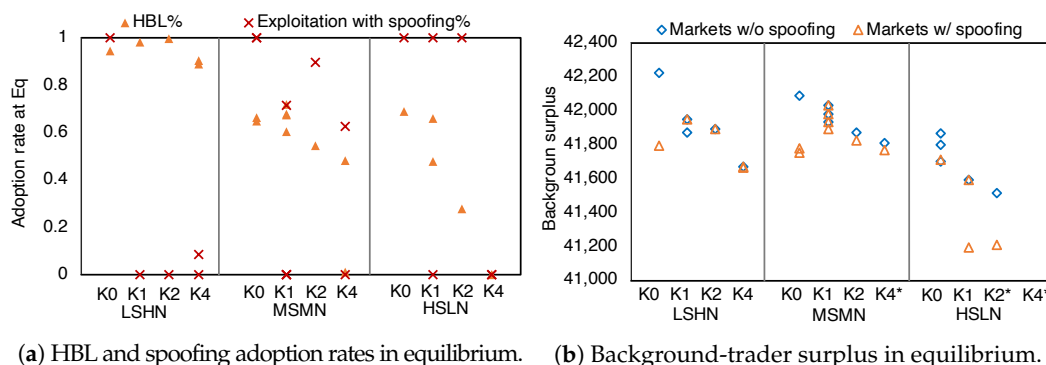 HBL% Exploitation with spoofing%
1
0.8
0.6
0.4
0.2
0
Adoption rate at Eq
K0 K1 K2 K4 K0 K1 K2 K4 K0 K1 K2 K4
LSHN MSMN HSLN
(a) HBL and spoofing adoption rates in equilibrium.
Markets w/o spoofing Markets w/ spoofing
42,400
42,200
42,000
41,800
41,600
41,400
41,200
41,000
Backgroun surplus
K0 K1 K2 K4 K0 K1 K2 K4* K0 K1 K2* K4*
LSHN MSMN HSLN
(b) Background-trader surplus in equilibrium.